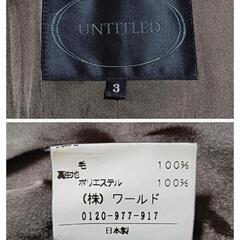 UNTITLED
3
毛 100%
裏生地
ポリエステル 100%
(株) ワールド
0120-977-917
日本製